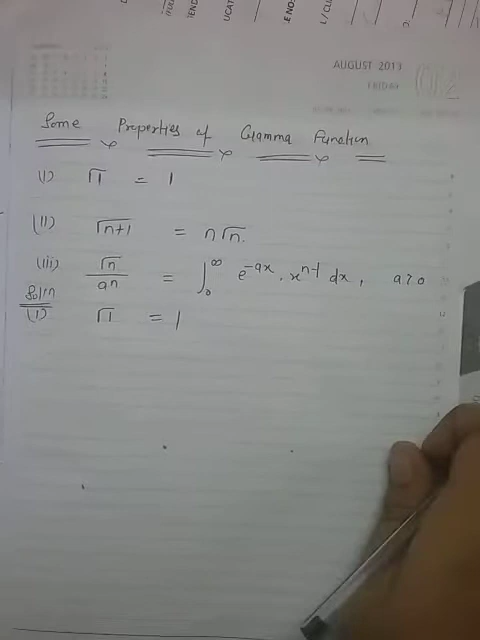 AUGUST 2013
FRIDAY
Some Properties of Gamma Function
(i) Γ1 = 1
(ii) Γn+1 = nΓn.
(iii) Γn/aⁿ = ∫₀^∞ e^-ax . x^n-1 dx, a>0
Solⁿ
(i) Γ1 = 1